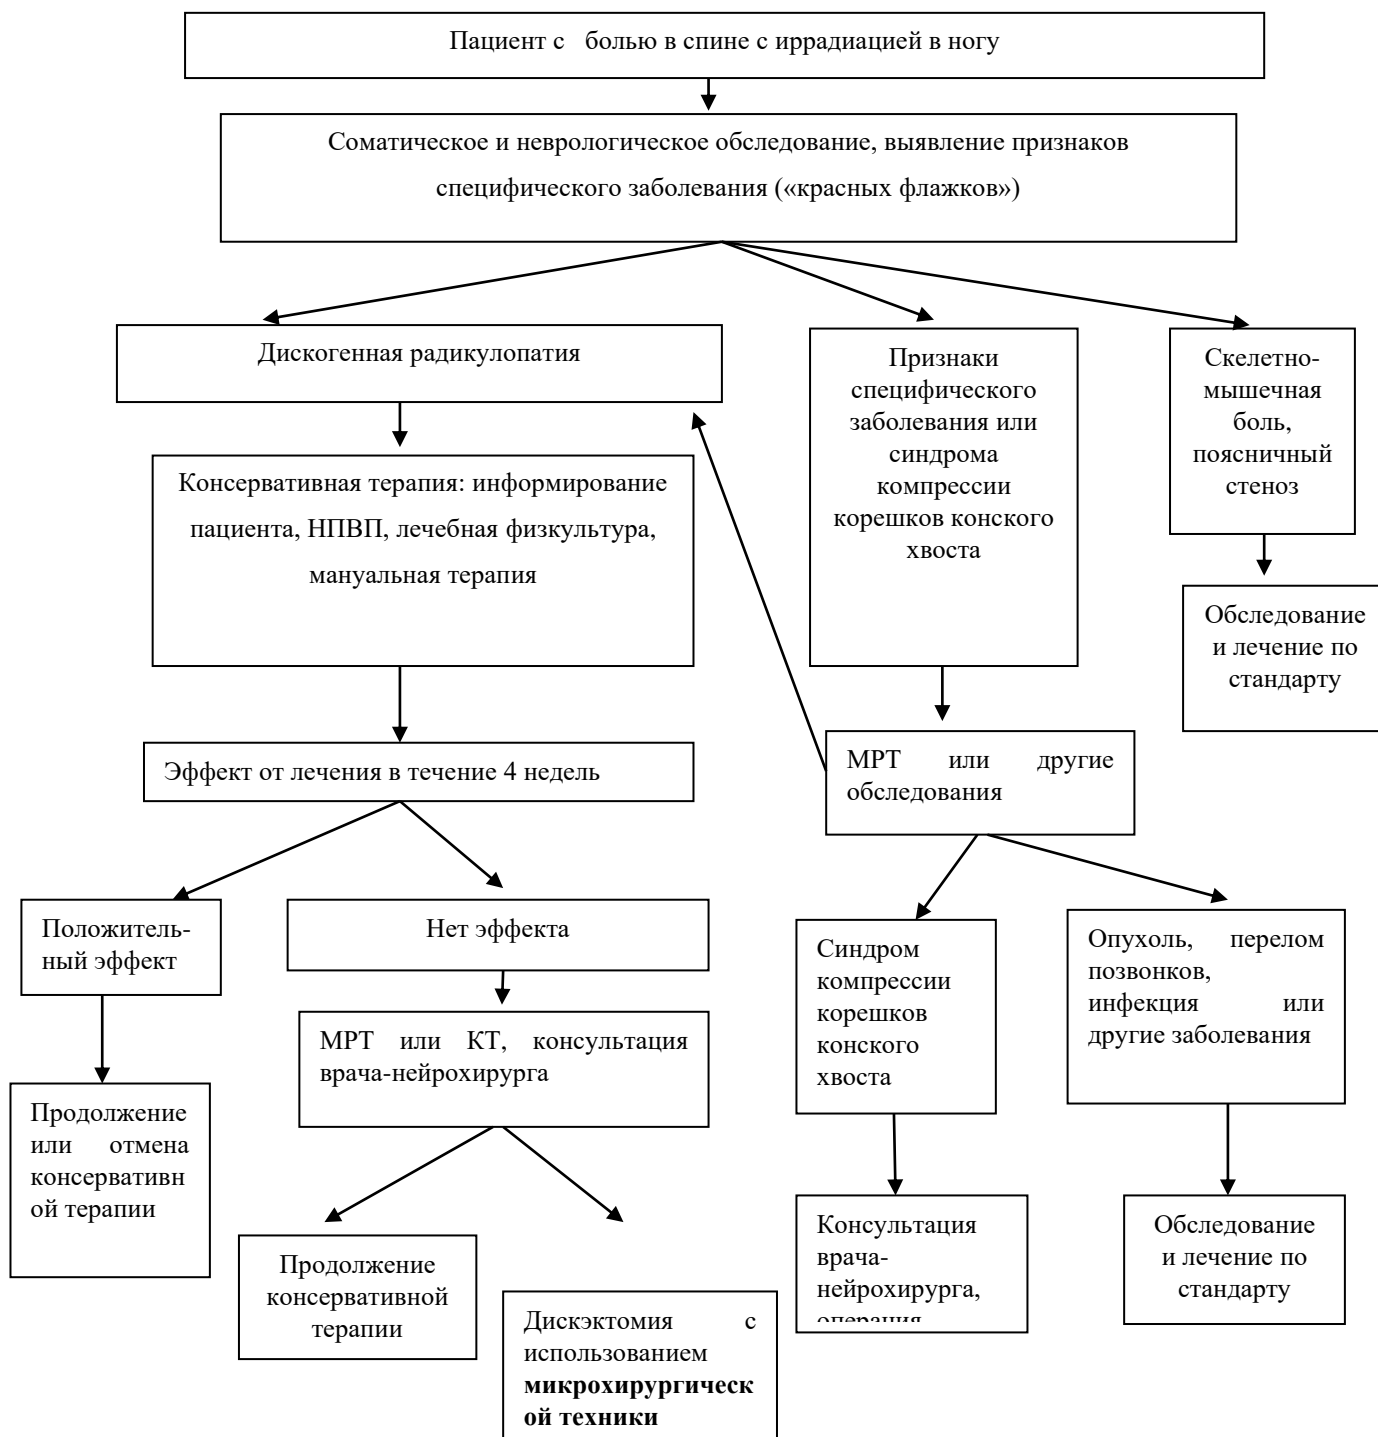 Пациент с болью в спине с иррадиацией в ногу
Соматическое и неврологическое обследование, выявление признаков
специфического заболевания («красных флажков»)
Дискогенная радикулопатия
Признаки
специфического
заболевания или
синдрома
компрессии
корешков конского
хвоста
Скелетно-
мышечная
боль,
поясничный
стеноз
Консервативная терапия: информирование
пациента, НПВП, лечебная физкультура,
мануальная терапия
Обследование
и лечение по
стандарту
Эффект от лечения в течение 4 недель
МРТ или другие
обследования
Положитель-
ный эффект
Нет эффекта
Синдром
компрессии
корешков
конского
хвоста
Опухоль, перелом
позвонков,
инфекция или
другие заболевания
МРТ или КТ, консультация
врача-нейрохирурга
Продолжение
или отмена
консервативн
ой терапии
Продолжение
консервативной
терапии
Дискэктомия с
использованием
микрохирургическ
ой техники
Консультация
врача-
нейрохирурга,
операция
Обследование
и лечение по
стандарту